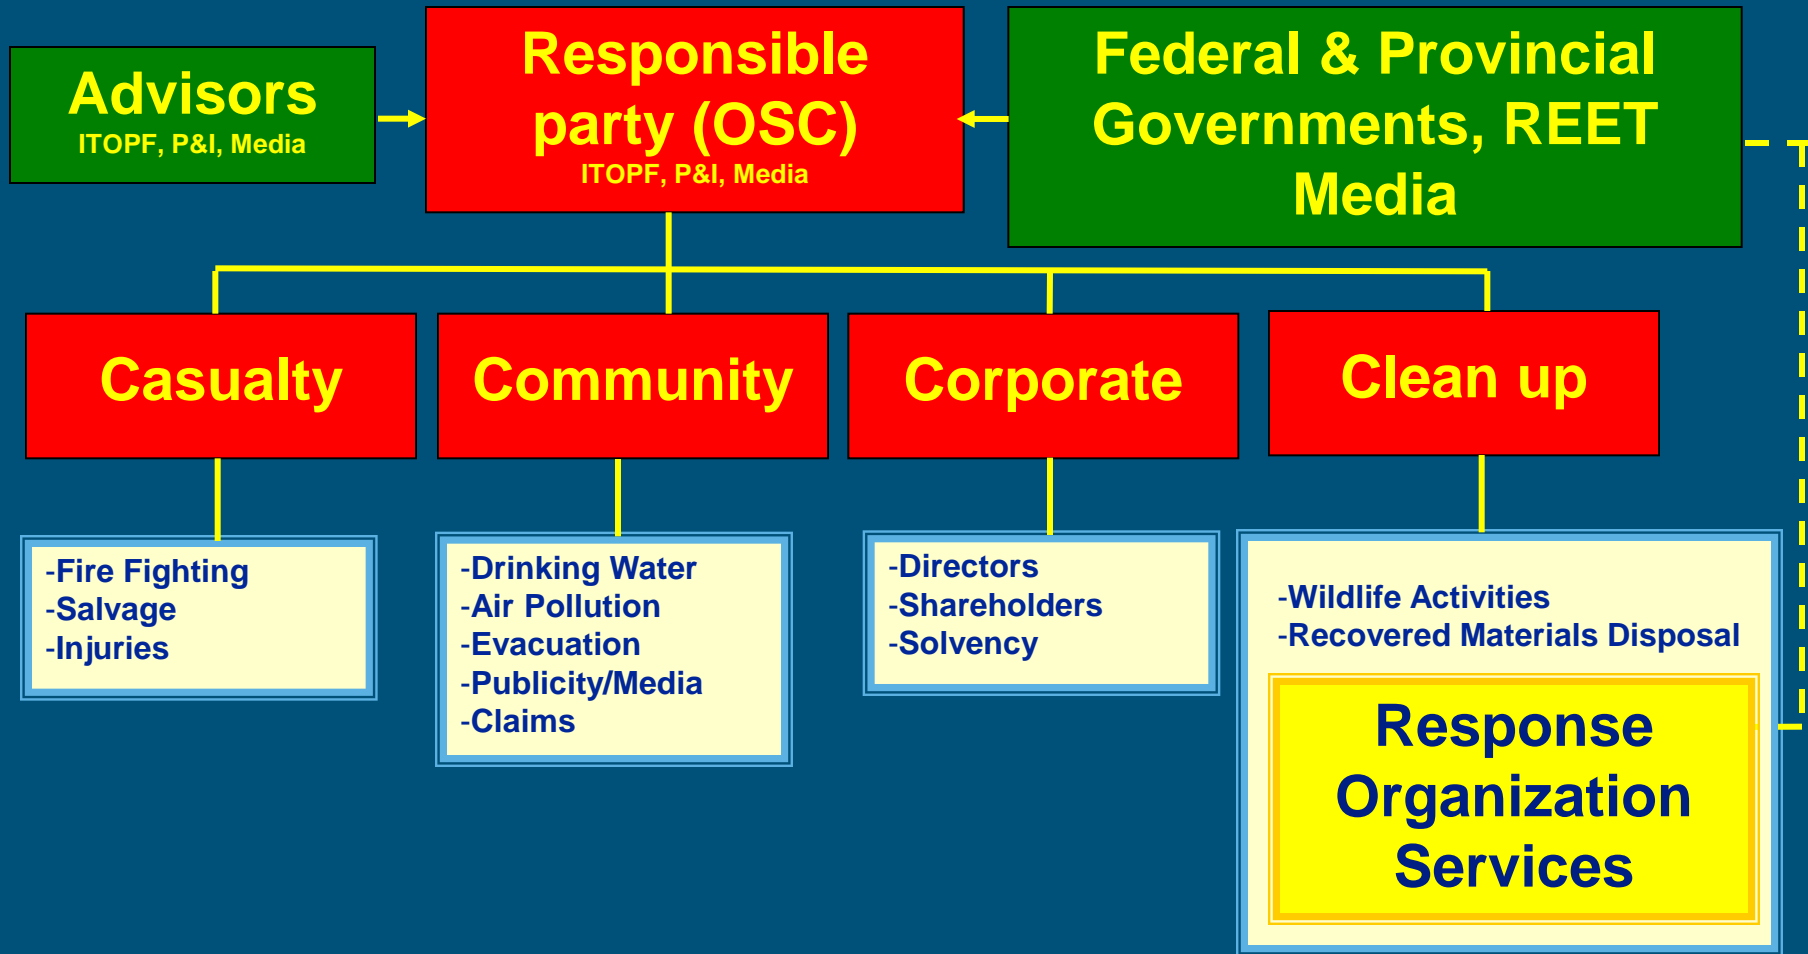 Advisors
ITOPF, P&I, Media
Responsible
party (OSC)
ITOPF, P&I, Media
Federal & Provincial
Governments, REET
Media
Casualty
Community
Corporate
Clean up
-Fire Fighting
-Salvage
-Injuries
-Drinking Water
-Air Pollution
-Evacuation
-Publicity/Media
-Claims
-Directors
-Shareholders
-Solvency
-Wildlife Activities
-Recovered Materials Disposal
Response
Organization
Services